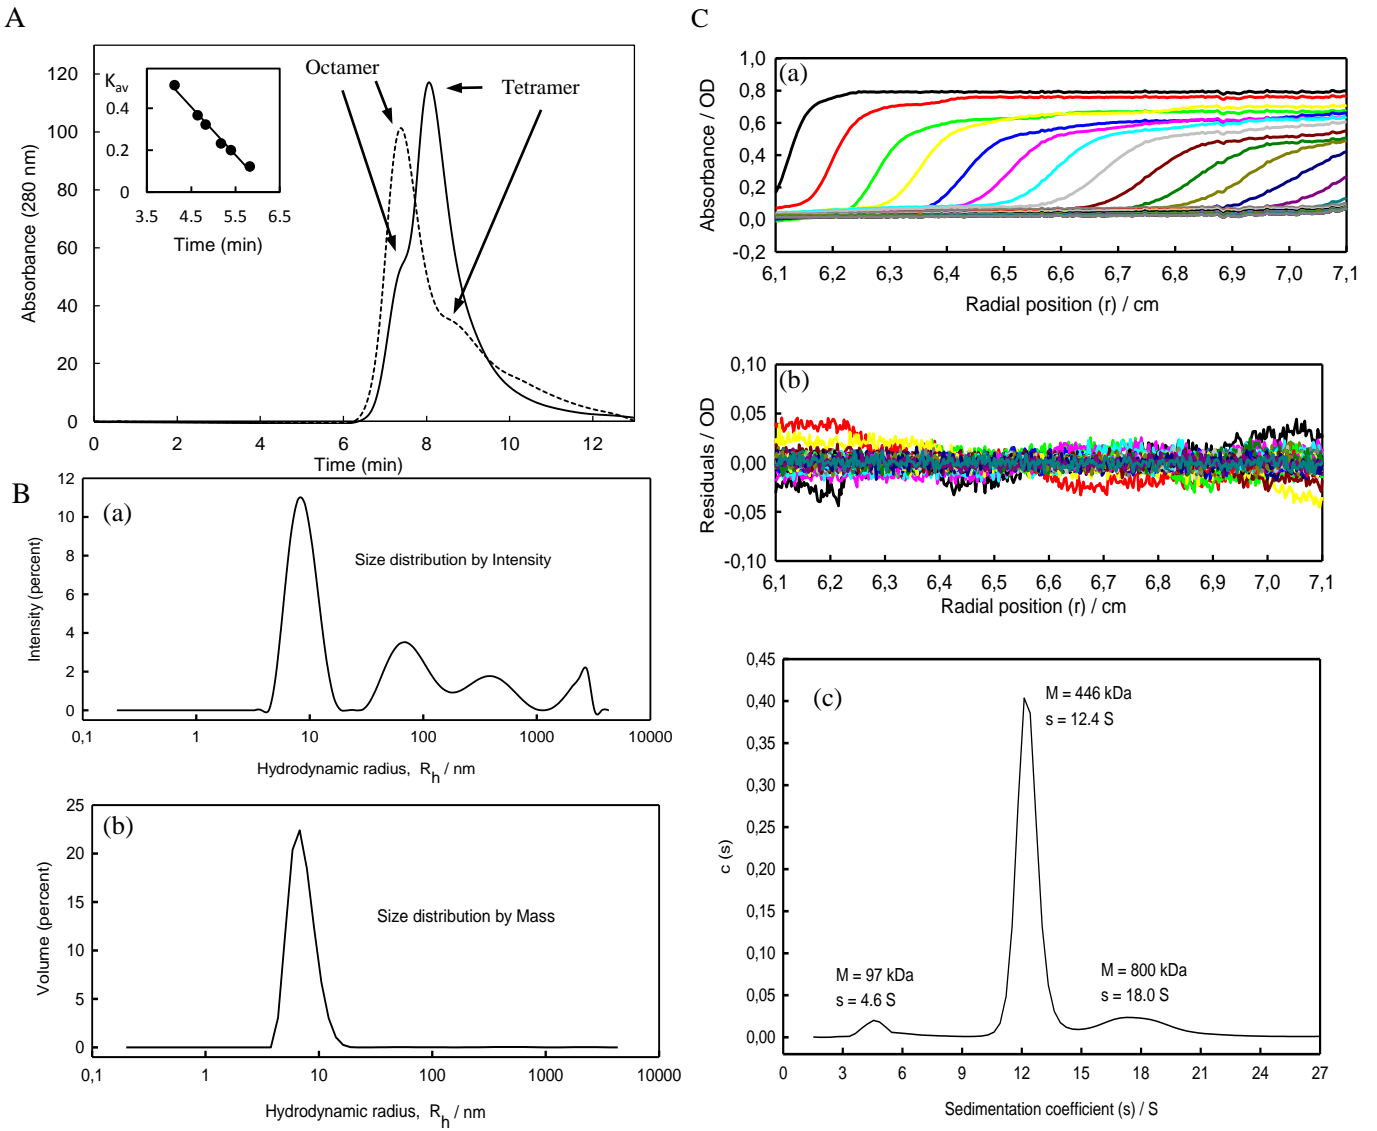 A
120
100
80
60
40
20
0
Absorbance (280 nm)
0 2 4 6 8 10 12
Time (min)
Octamer
Tetramer
K av
0.4
0.2
0
3.5 4.5 5.5 6.5
Time (min)
B
(a)
12
10
8
6
4
2
0
Intensity (percent)
Size distribution by Intensity
0,1 1 10 100 1000 10000
Hydrodynamic radius, R h / nm
(b)
25
20
15
10
5
0
Volume (percent)
Size distribution by Mass
0,1 1 10 100 1000 10000
Hydrodynamic radius, R h / nm
C
(a)
1,0
0,8
0,6
0,4
0,2
0,0
-0,2
Absorbance / OD
6,1 6,2 6,3 6,4 6,5 6,6 6,7 6,8 6,9 7,0 7,1
Radial position (r) / cm
(b)
0,10
0,05
0,00
-0,05
-0,10
Residuals / OD
6,1 6,2 6,3 6,4 6,5 6,6 6,7 6,8 6,9 7,0 7,1
Radial position (r) / cm
(c)
0,45
0,40
0,35
0,30
0,25
0,20
0,15
0,10
0,05
0,00
c (s)
M = 446 kDa
s = 12.4 S
M = 97 kDa
s = 4.6 S
M = 800 kDa
s = 18.0 S
0 3 6 9 12 15 18 21 24 27
Sedimentation coefficient (s) / S